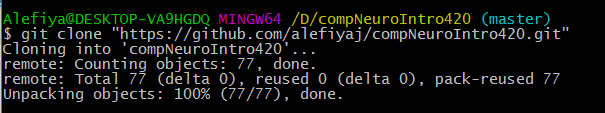 Alefiya@DESKTOP-VA9HGDQ MINGW64 /D/compNeuroIntro420 (master)
$ git clone "https://github.com/alefiyaj/compNeuroIntro420.git"
Cloning into 'compNeuroIntro420'...
remote: Counting objects: 77, done.
remote: Total 77 (delta 0), reused 0 (delta 0), pack-reused 77
Unpacking objects: 100% (77/77), done.